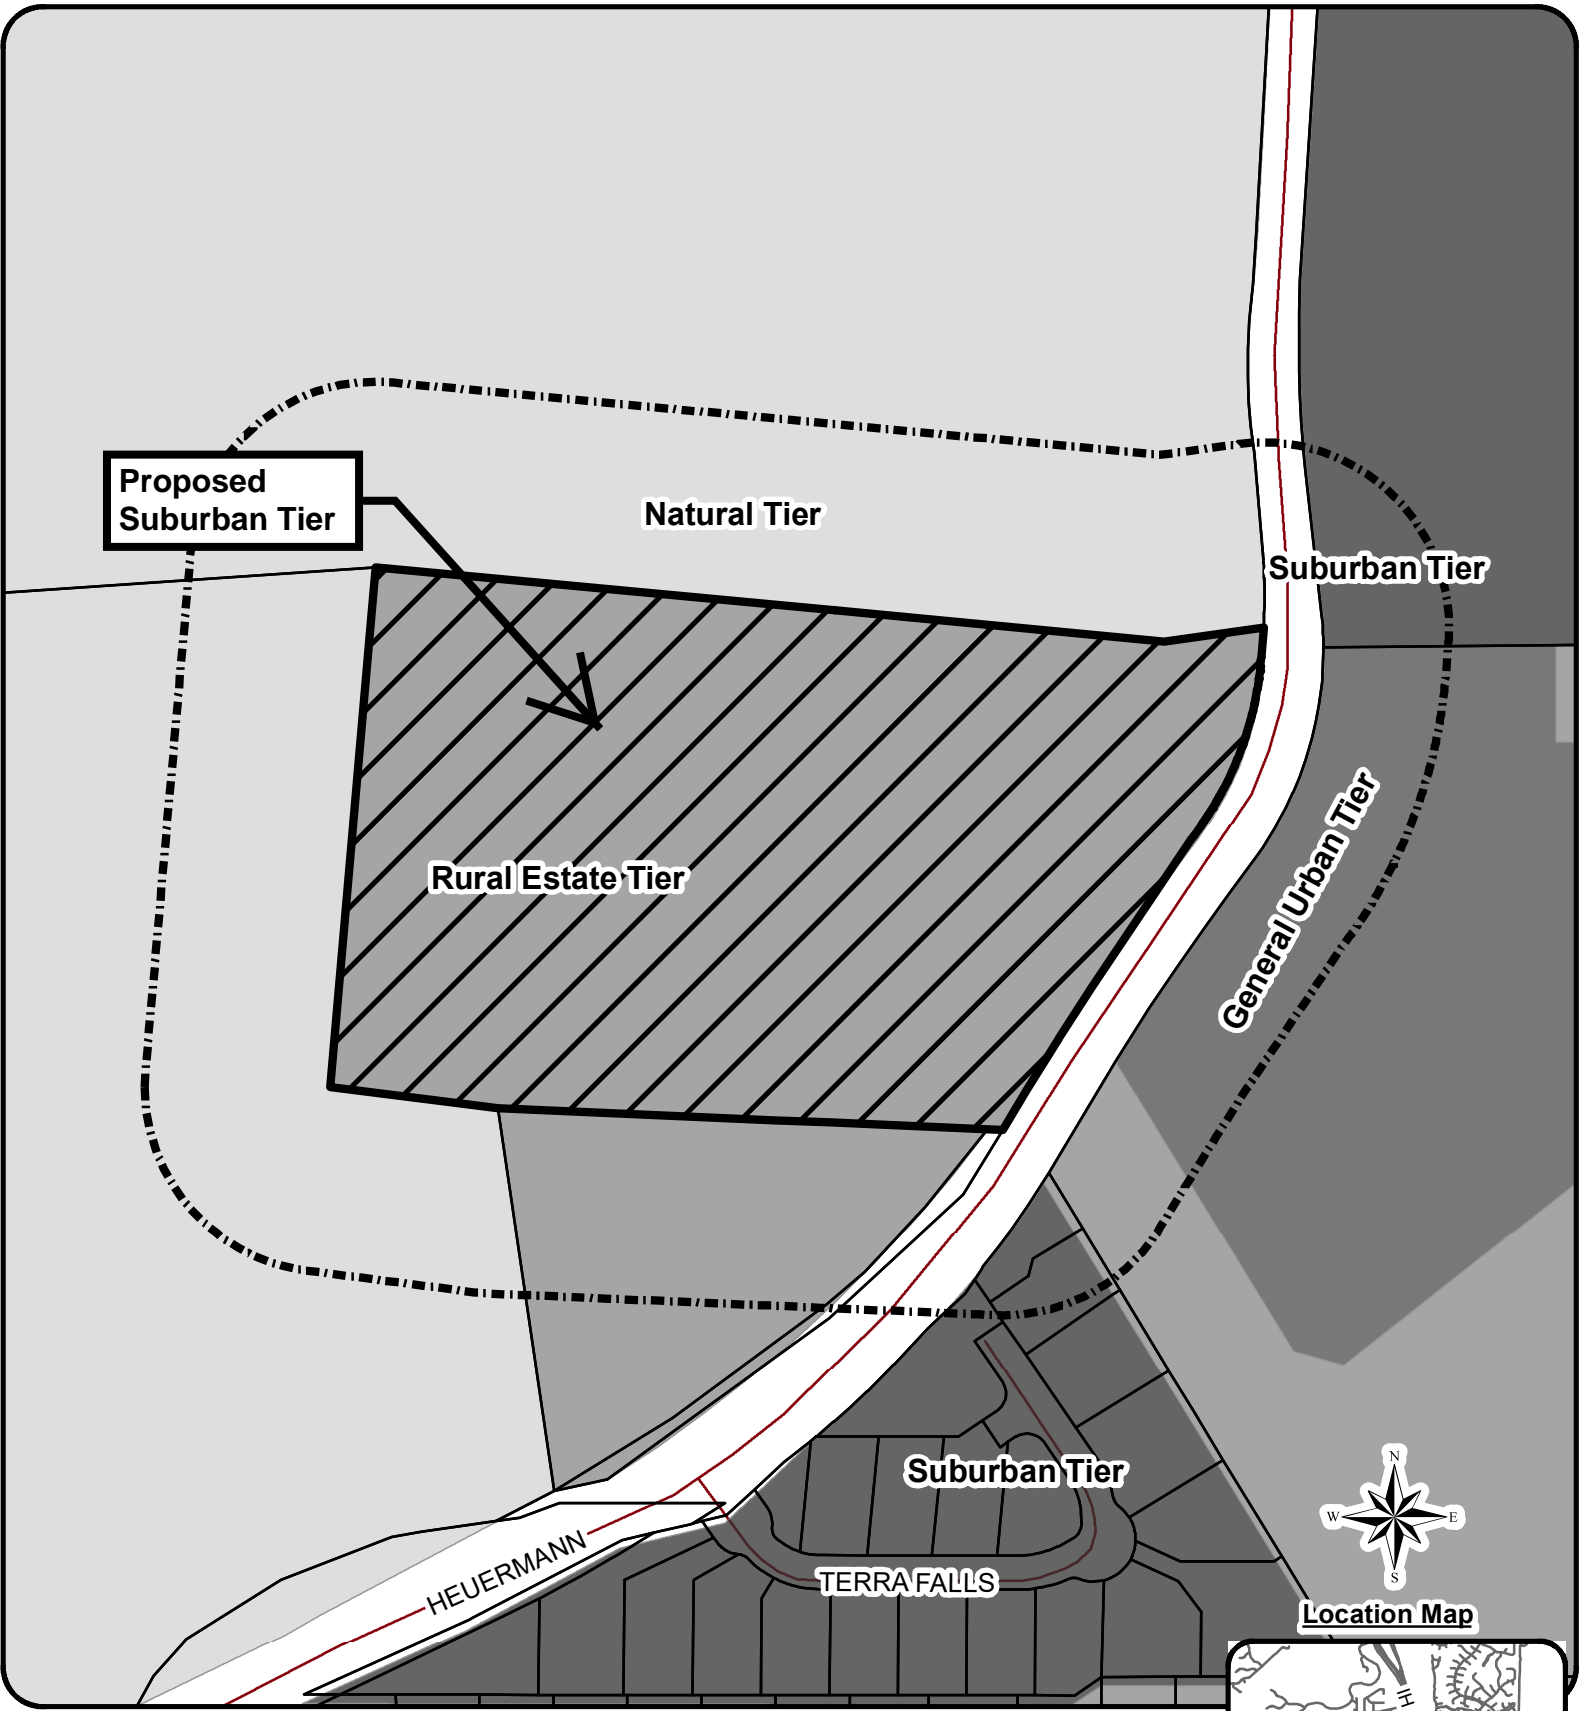 Proposed
Suburban Tier
Natural Tier
Suburban Tier
Rural Estate Tier
General Urban Tier
Suburban Tier
N
W
E
S
HEUERMANN
TERRA FALLS
Location Map
IH